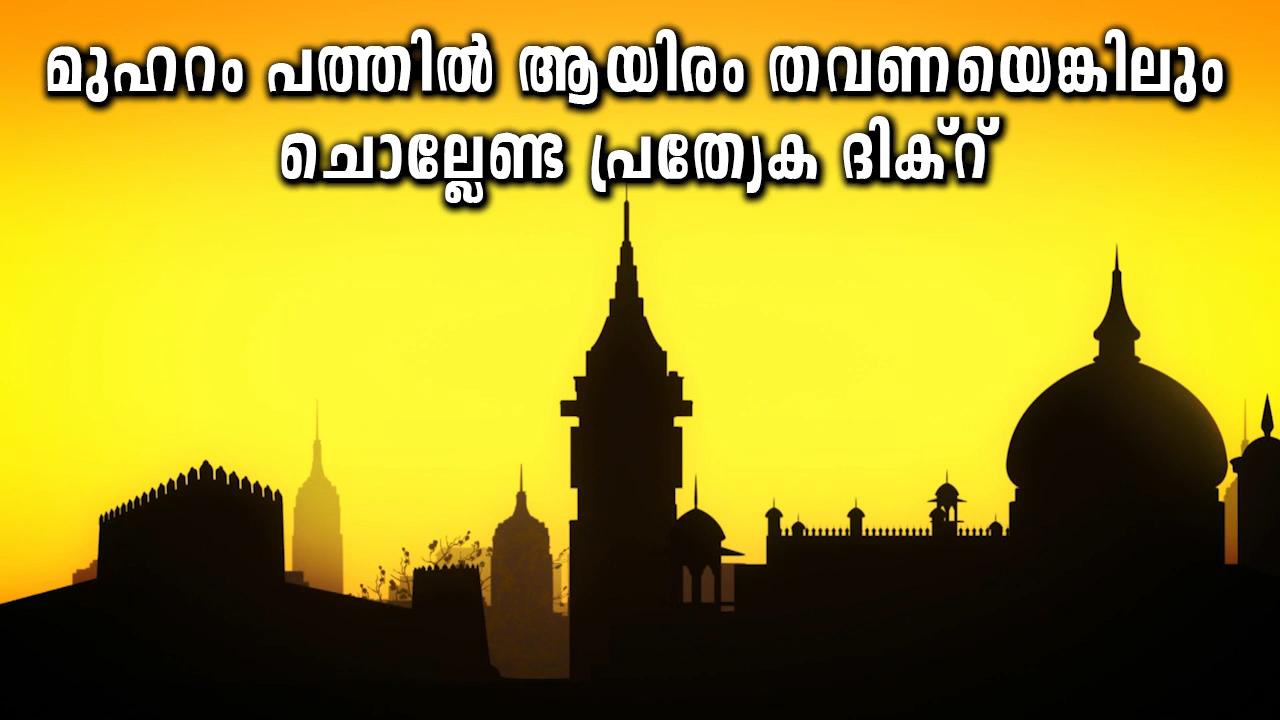 മുഹറം പത്തിൽ ആയിരം തവണയെങ്കിലും
ചൊല്ലേണ്ട പ്രത്യേക ദിക്റ്